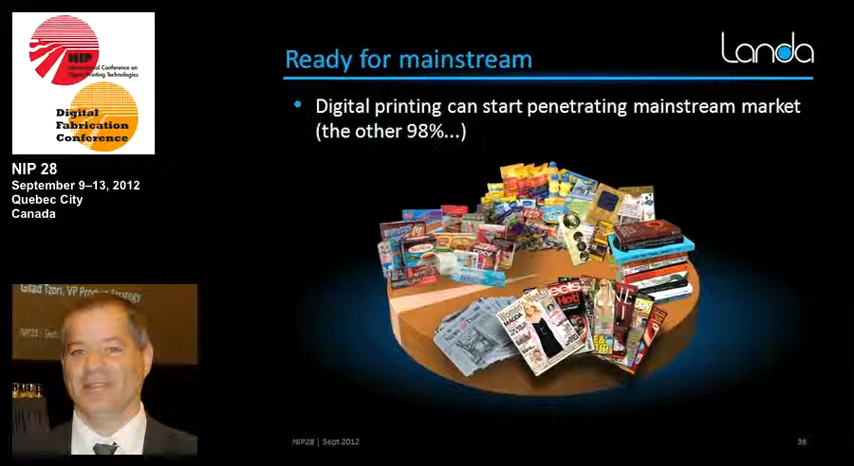 NIP
International Conference on
Digital Printing Technologies
Digital
Fabrication
Conference
NIP 28
September 9–13, 2012
Quebec City
Canada
Gilad Tzori, VP Product Strategy
Ready for mainstream
Landa
• Digital printing can start penetrating mainstream market
(the other 98%...)
NIP28 | Sept 2012
36